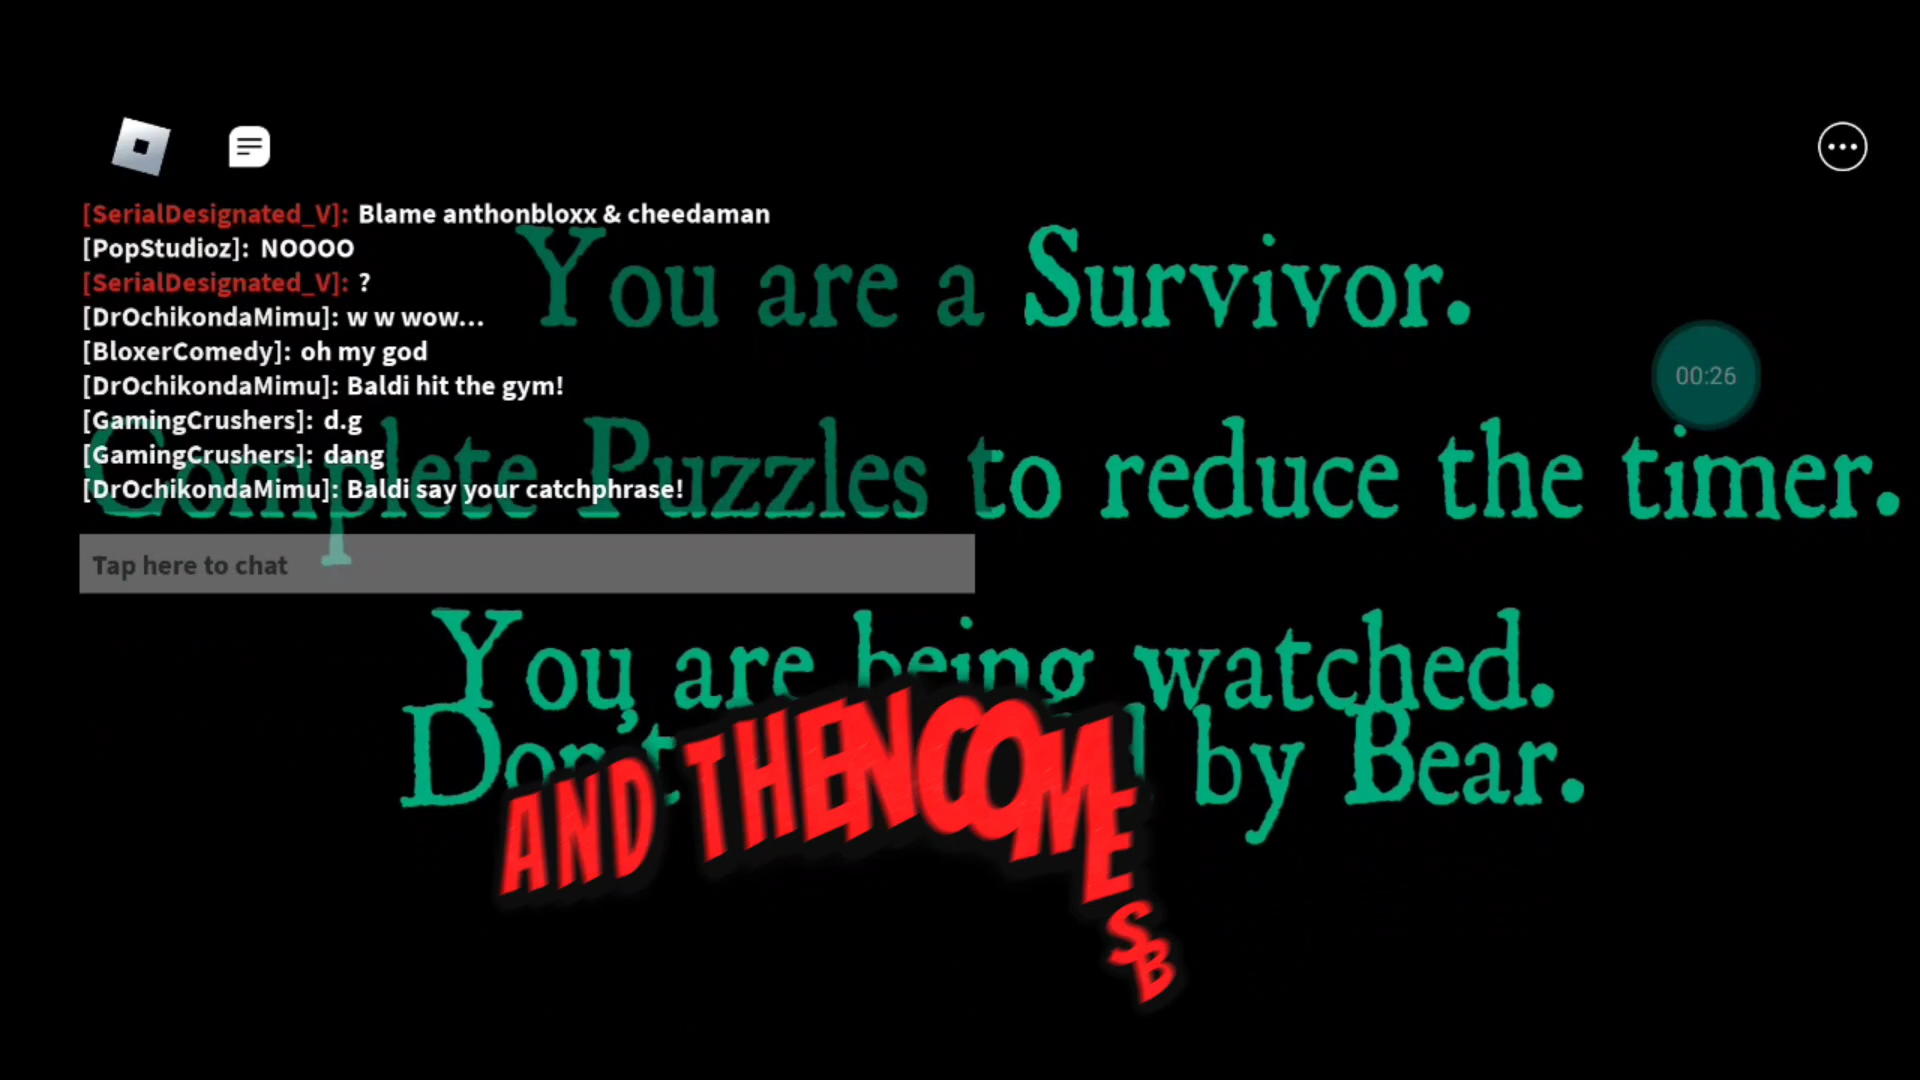 [SerialDesignated_V]: Blame anthonbloxx & cheedaman
[PopStudioz]: NOOOO
[SerialDesignated_V]: ?
[DrOchikondaMimu]: w w wow...
[BloxerComedy]: oh my god
[DrOchikondaMimu]: Baldi hit the gym!
[GamingCrushers]: d.g
[GamingCrushers]: dang
[DrOchikondaMimu]: Baldi say your catchphrase!
Tap here to chat
You are a Survivor.
00:26
Complete Puzzles to reduce the timer.
You are being watched.
Don't by Bear.
AND THEN COMES B